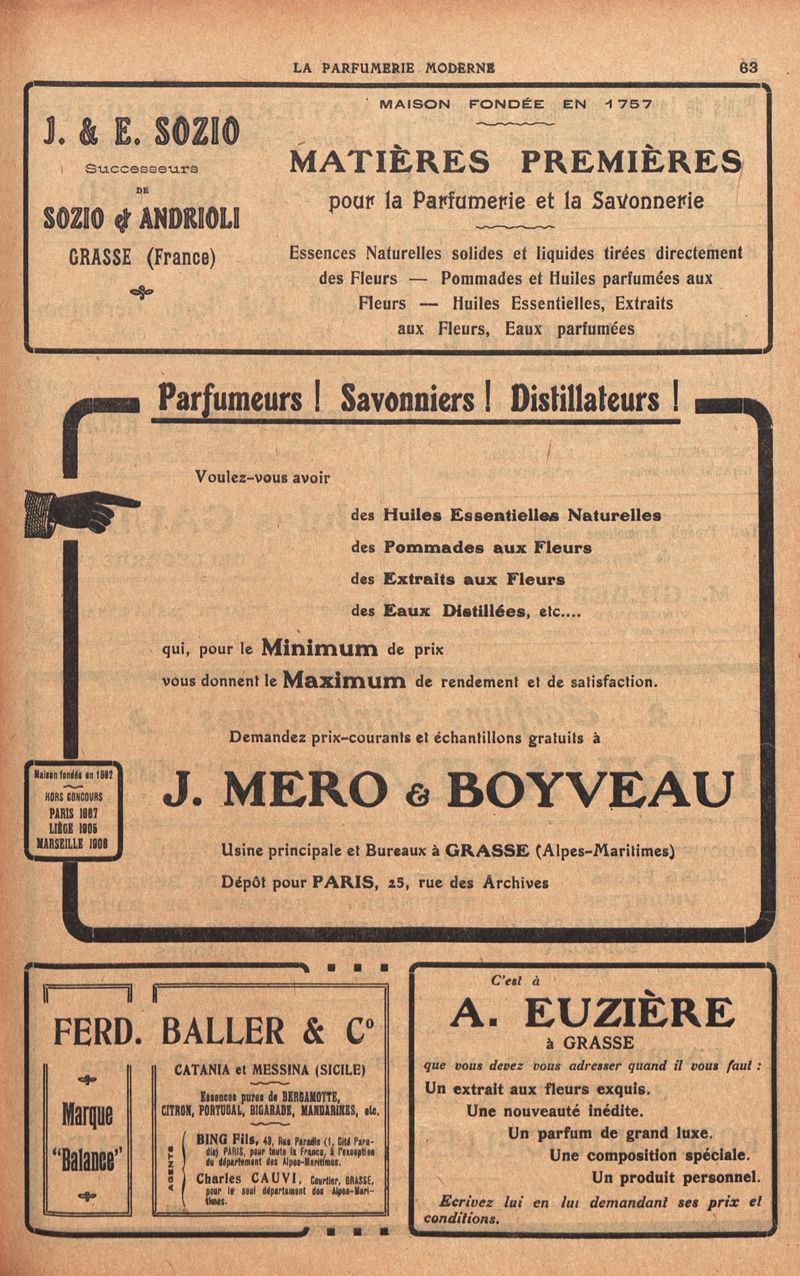 LA PARFUMERIE MODERNE
63
J. & E. SOZIO
Successeurs
DE
SOZIO & ANDRIOLI
GRASSE (France)
MAISON FONDÉE EN 1757
MATIÈRES PREMIÈRES
pour la Parfumerie et la Savonnerie
Essences Naturelles solides et liquides tirées directement
des Fleurs — Pommades et Huiles parfumées aux
Fleurs — Huiles Essentielles, Extraits
aux Fleurs, Eaux parfumées
Parfumeurs ! Savonniers ! Distillateurs !
Voulez-vous avoir
des Huiles Essentielles Naturelles
des Pommades aux Fleurs
des Extraits aux Fleurs
des Eaux Distillées, etc....
qui, pour le Minimum de prix
vous donnent le Maximum de rendement et de satisfaction.
Demandez prix-courants et échantillons gratuits à
J. MERO & BOYVEAU
Usine principale et Bureaux à GRASSE (Alpes-Maritimes)
Dépôt pour PARIS, 25, rue des Archives
Maison fondée en 1832
HORS CONCOURS
PARIS 1887
LIÈGE 1905
MARSEILLE 1908
FERD. BALLER & Cº
Marque
"Balance"
CATANIA et MESSINA (SICILE)
Essences pures de BERGAMOTTE,
CITRON, PORTUGAL, BIGARADE, MANDARINES, etc.
AGENTS
BING Fils, 43, Rue Paradis (1, Cité Para-
dis) PARIS, pour toute la France, à l'exception
du département des Alpes-Maritimes.
Charles CAUVI, Courtier, GRASSE,
pour le seul département des Alpes-Mari-
times.
C'est à
A. EUZIÈRE
à GRASSE
que vous devez vous adresser quand il vous faut :
Un extrait aux fleurs exquis.
Une nouveauté inédite.
Un parfum de grand luxe.
Une composition spéciale.
Un produit personnel.
Ecrivez lui en lui demandant ses prix et
conditions.